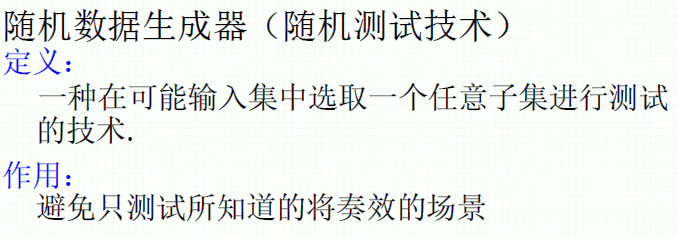 随机数据生成器（随机测试技术）
定义：
一种在可能输入集中选取一个任意子集进行测试
的技术.
作用：
避免只测试所知道的将奏效的场景